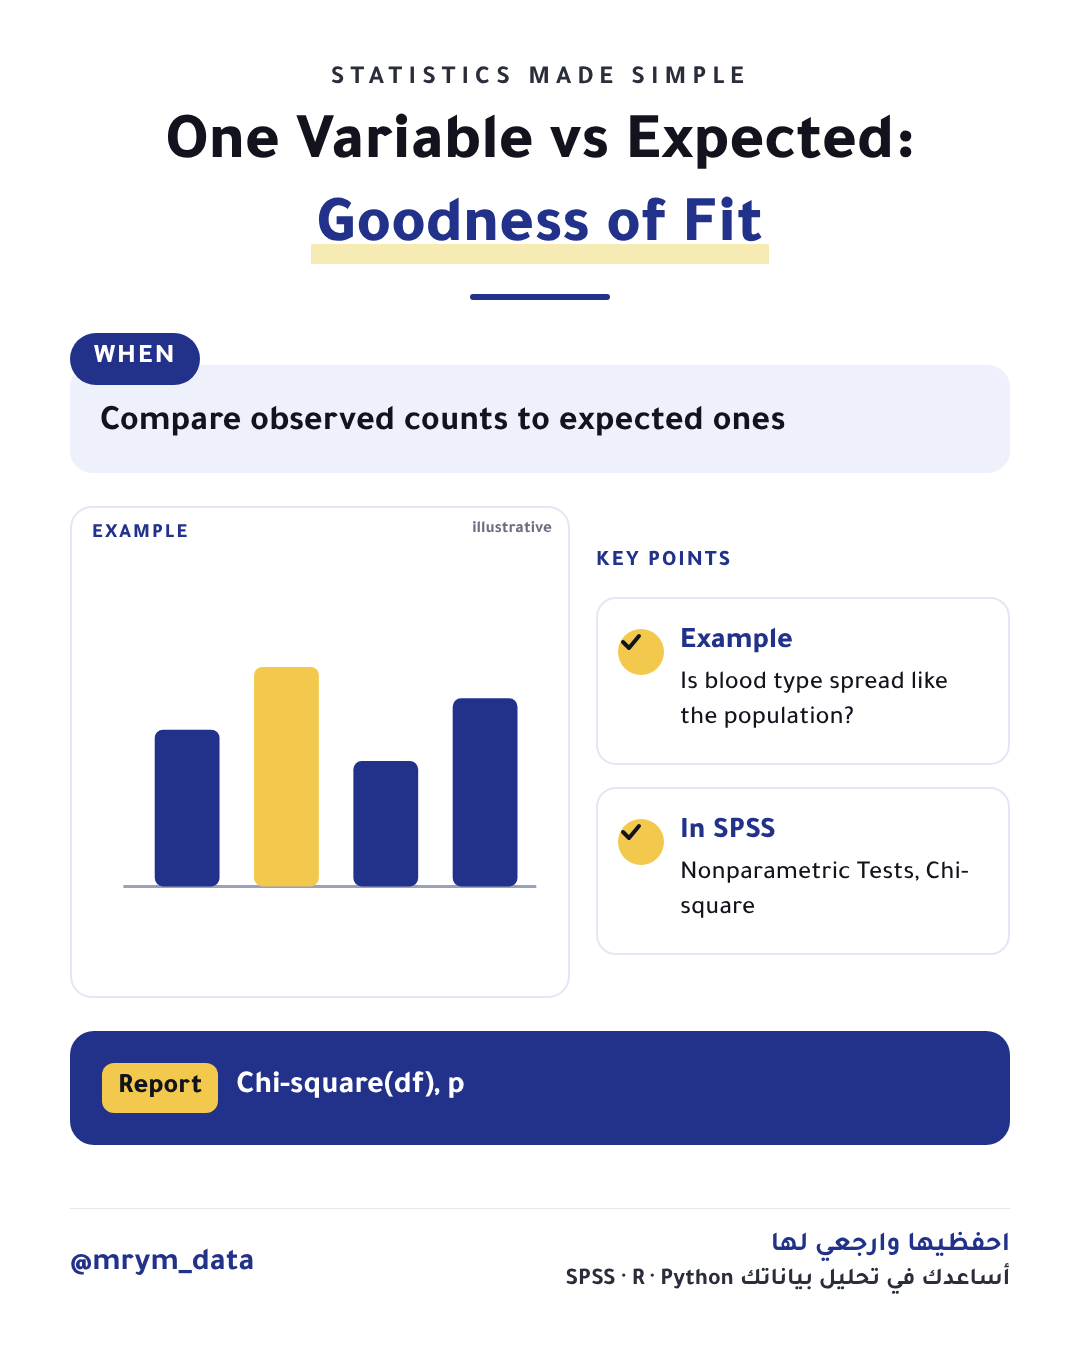 STATISTICS MADE SIMPLE
One Variable vs Expected:
Goodness of Fit
WHEN
Compare observed counts to expected ones
EXAMPLE
illustrative
KEY POINTS
Example
Is blood type spread like
the population?
In SPSS
Nonparametric Tests, Chi-
square
Report
Chi-square(df), p
@mrym_data
احفظيها وارجعي لها
أساعدك في تحليل بياناتك SPSS · R · Python